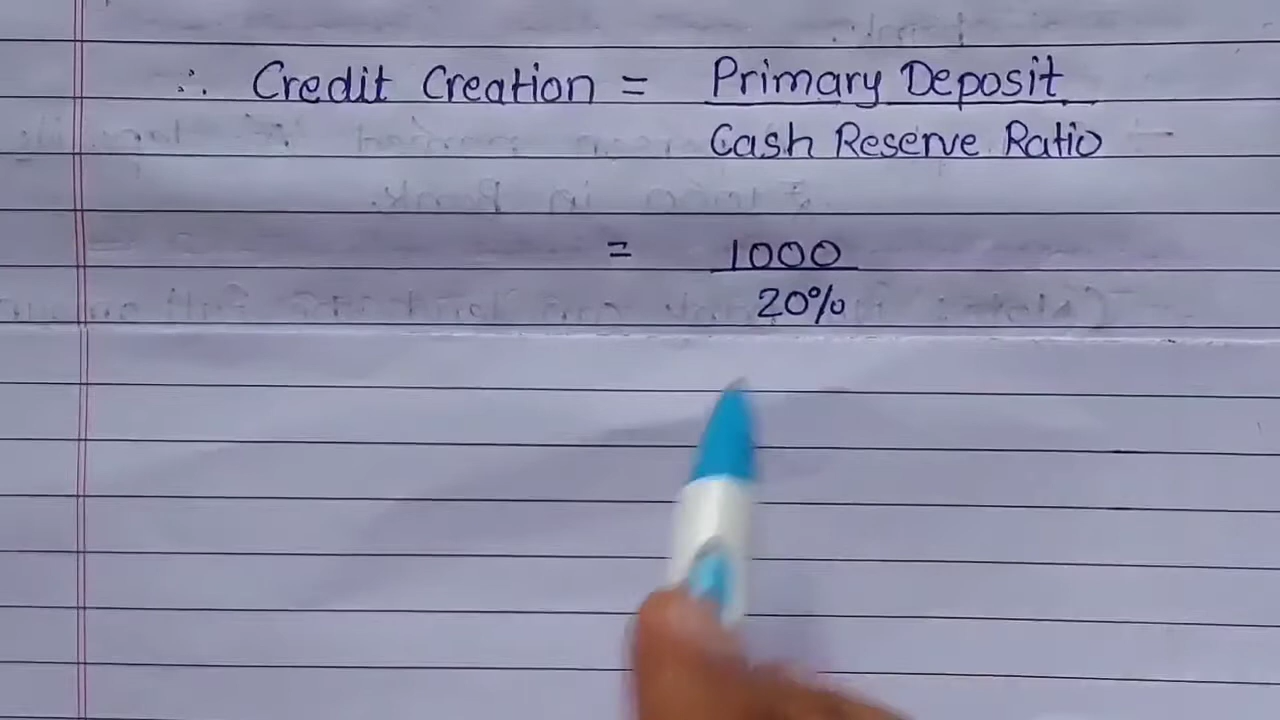 ∴ Credit Creation = Primary Deposit
Cash Reserve Ratio
= 1000
20%